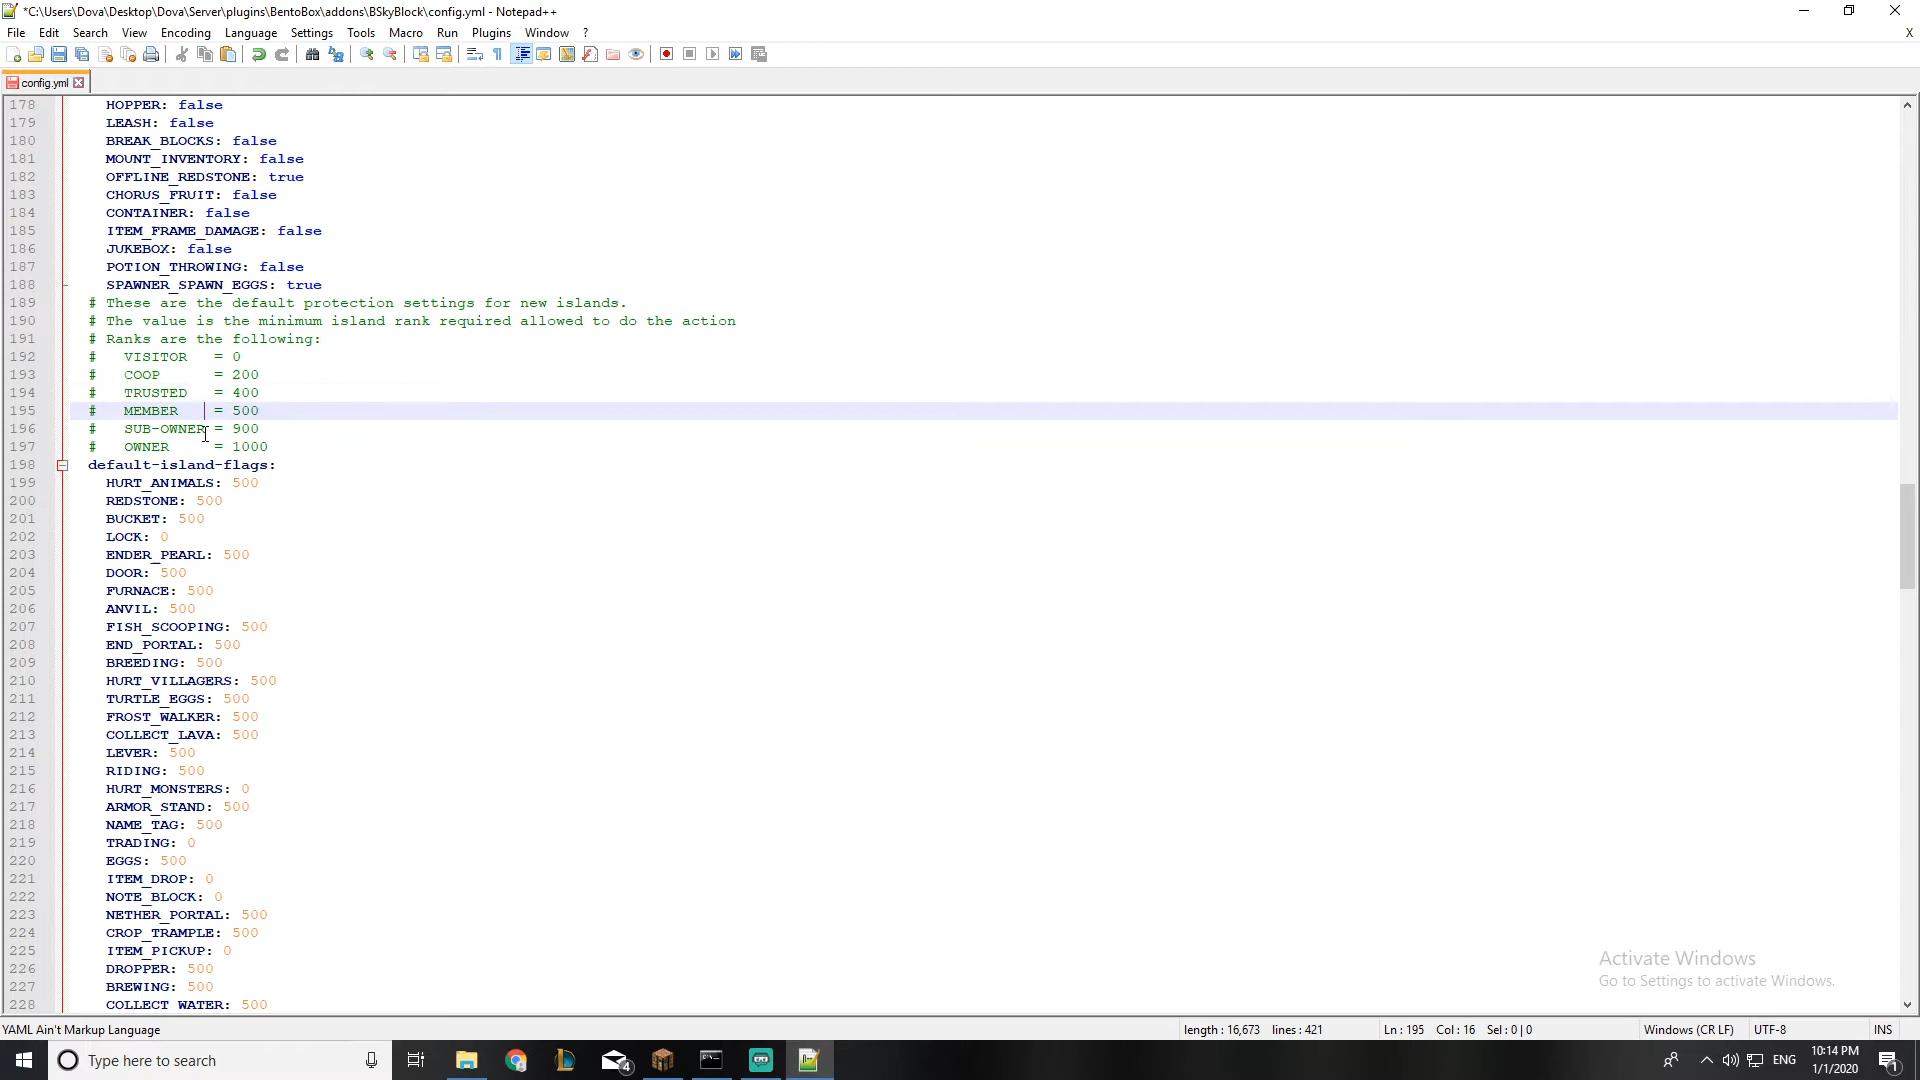 *C:\Users\Dova\Desktop\Dova\Server\plugins\BentoBox\addons\BSkyBlock\config.yml - Notepad++
File Edit Search View Encoding Language Settings Tools Macro Run Plugins Window ? X
config.yml
178 HOPPER: false
179 LEASH: false
180 BREAK_BLOCKS: false
181 MOUNT_INVENTORY: false
182 OFFLINE_REDSTONE: true
183 CHORUS_FRUIT: false
184 CONTAINER: false
185 ITEM_FRAME_DAMAGE: false
186 JUKEBOX: false
187 POTION_THROWING: false
188 SPAWNER_SPAWN_EGGS: true
189 # These are the default protection settings for new islands.
190 # The value is the minimum island rank required allowed to do the action
191 # Ranks are the following:
192 #   VISITOR   = 0
193 #   COOP      = 200
194 #   TRUSTED   = 400
195 #   MEMBER    = 500
196 #   SUB-OWNER = 900
197 #   OWNER     = 1000
198 default-island-flags:
199 HURT_ANIMALS: 500
200 REDSTONE: 500
201 BUCKET: 500
202 LOCK: 0
203 ENDER_PEARL: 500
204 DOOR: 500
205 FURNACE: 500
206 ANVIL: 500
207 FISH_SCOOPING: 500
208 END_PORTAL: 500
209 BREEDING: 500
210 HURT_VILLAGERS: 500
211 TURTLE_EGGS: 500
212 FROST_WALKER: 500
213 COLLECT_LAVA: 500
214 LEVER: 500
215 RIDING: 500
216 HURT_MONSTERS: 0
217 ARMOR_STAND: 500
218 NAME_TAG: 500
219 TRADING: 0
220 EGGS: 500
221 ITEM_DROP: 0
222 NOTE_BLOCK: 0
223 NETHER_PORTAL: 500
224 CROP_TRAMPLE: 500
225 ITEM_PICKUP: 0
226 DROPPER: 500
227 BREWING: 500
228 COLLECT_WATER: 500
Activate Windows
Go to Settings to activate Windows.
YAML Ain't Markup Language length : 16,673 lines : 421 Ln : 195 Col : 16 Sel : 0 | 0 Windows (CR LF) UTF-8 INS
Type here to search 4 ENG 10:14 PM 1
1/1/2020